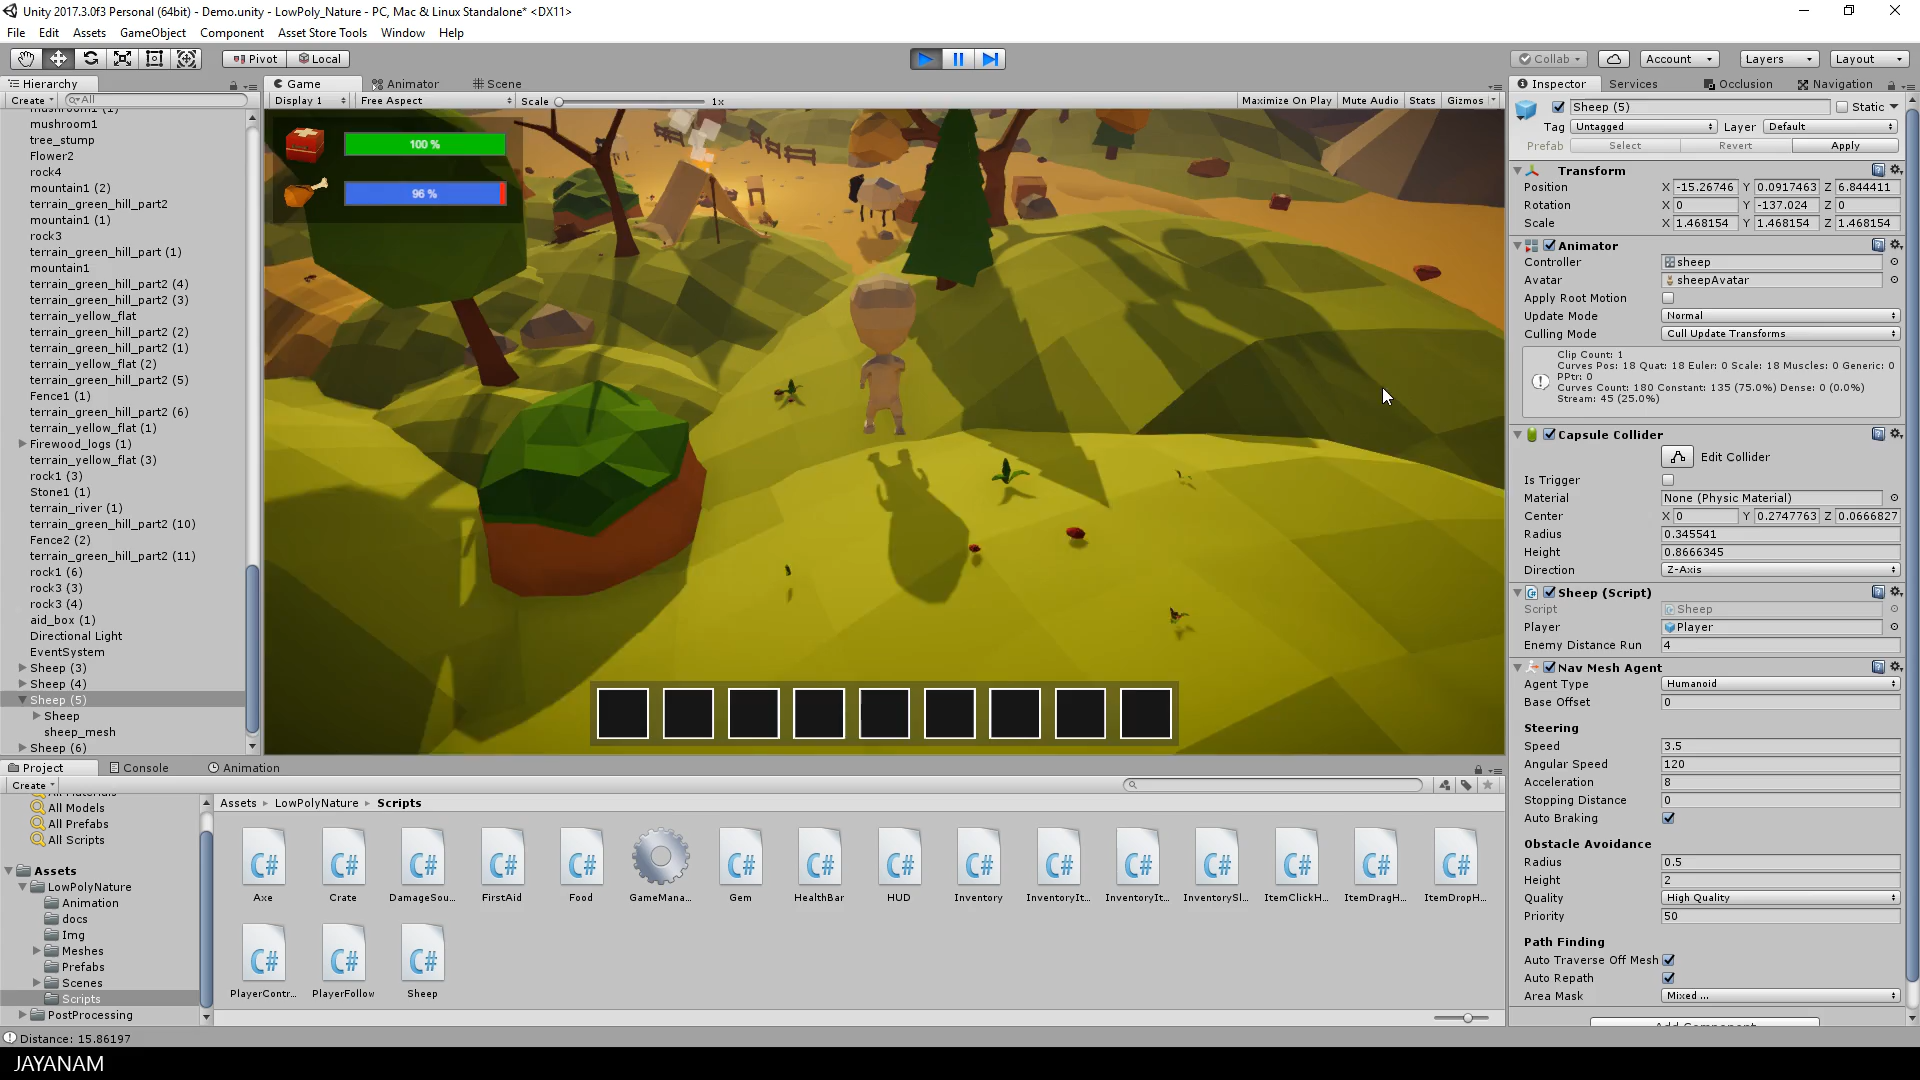 Unity 2017.3.0f3 Personal (64bit) - Demo.unity - LowPoly_Nature - PC, Mac & Linux Standalone* <DX11>
File Edit Assets GameObject Component Asset Store Tools Window Help
Pivot Local Collab Account Layers Layout
Hierarchy
Create All
mushroom1
tree_stump
Flower2
rock4
mountain1 (2)
terrain_green_hill_part2
mountain1 (1)
rock3
terrain_green_hill_part (1)
mountain1
terrain_green_hill_part2 (4)
terrain_green_hill_part2 (3)
terrain_yellow_flat
terrain_green_hill_part2 (2)
terrain_green_hill_part2 (1)
terrain_yellow_flat (2)
terrain_green_hill_part2 (5)
Fence1 (1)
terrain_green_hill_part2 (6)
terrain_yellow_flat (1)
Firewood_logs (1)
terrain_yellow_flat (3)
rock1 (3)
Stone1 (1)
terrain_river (1)
terrain_green_hill_part2 (10)
Fence2 (2)
terrain_green_hill_part2 (11)
rock1 (6)
rock3 (3)
rock3 (4)
aid_box (1)
Directional Light
EventSystem
Sheep (3)
Sheep (4)
Sheep (5)
Sheep
sheep_mesh
Sheep (6)
Game Animator Scene
Display 1 Free Aspect Scale 1x Maximize On Play Mute Audio Stats Gizmos
100 %
96 %
Inspector Services Occlusion Navigation
Sheep (5) Static
Tag Untagged Layer Default
Prefab Select Revert Apply
Transform
Position X -15.26746 Y 0.0917463 Z 6.844411
Rotation X 0 Y -137.024 Z 0
Scale X 1.468154 Y 1.468154 Z 1.468154
Animator
Controller sheep
Avatar sheepAvatar
Apply Root Motion
Update Mode Normal
Culling Mode Cull Update Transforms
Clip Count: 1
Curves Pos: 18 Quat: 18 Euler: 0 Scale: 18 Muscles: 0 Generic: 0
PPtr: 0
Curves Count: 180 Constant: 135 (75.0%) Dense: 0 (0.0%)
Stream: 45 (25.0%)
Capsule Collider
Edit Collider
Is Trigger
Material None (Physic Material)
Center X 0 Y 0.2747763 Z 0.0666827
Radius 0.345541
Height 0.8666345
Direction Z-Axis
Sheep (Script)
Script Sheep
Player Player
Enemy Distance Run 4
Nav Mesh Agent
Agent Type Humanoid
Base Offset 0
Steering
Speed 3.5
Angular Speed 120
Acceleration 8
Stopping Distance 0
Auto Braking
Obstacle Avoidance
Radius 0.5
Height 2
Quality High Quality
Priority 50
Path Finding
Auto Traverse Off Mesh
Auto Repath
Area Mask Mixed ...
Project Console Animation
Create
All Models
All Prefabs
All Scripts
Assets
LowPolyNature
Animation
docs
Img
Meshes
Prefabs
Scenes
Scripts
PostProcessing
Assets LowPolyNature Scripts
Axe Crate DamageSou... FirstAid Food GameMana... Gem HealthBar HUD Inventory InventoryIt... InventoryIt... InventorySl... ItemClickH... ItemDragH... ItemDropH...
PlayerContr... PlayerFollow Sheep
Distance: 15.86197
JAYANAM